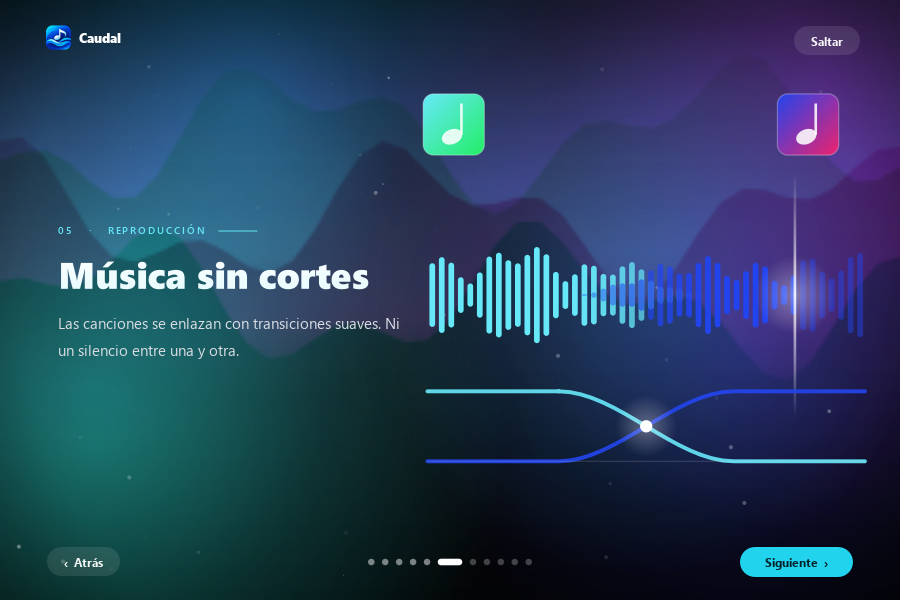 Caudal
Saltar
05 · REPRODUCCIÓN
Música sin cortes
Las canciones se enlazan con transiciones suaves. Ni
un silencio entre una y otra.
‹ Atrás
Siguiente ›